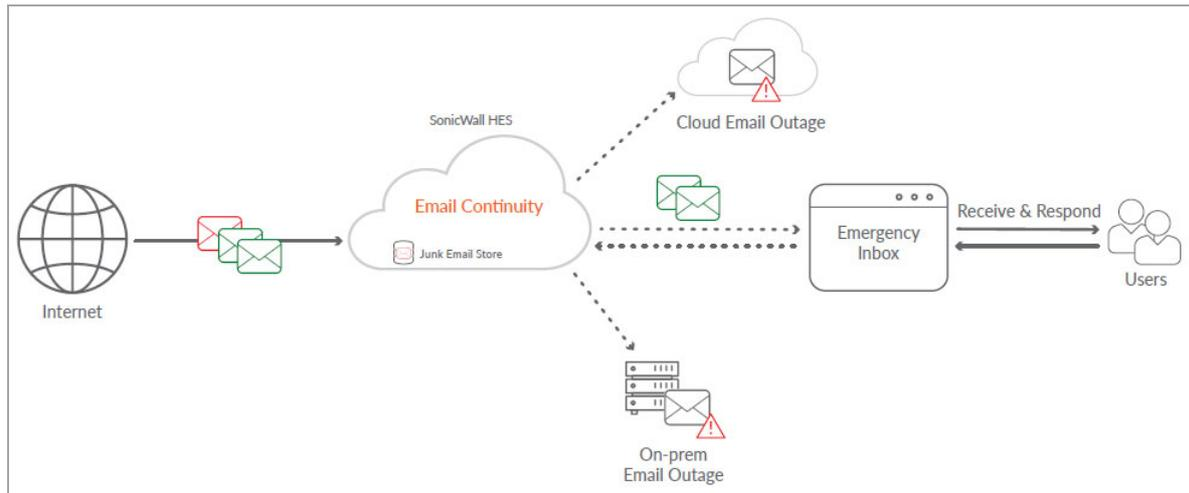 SonicWall HES
Cloud Email Outage
Email Continuity
Junk Email Store
Internet
Emergency
Inbox
Receive & Respond
Users
On-prem
Email Outage